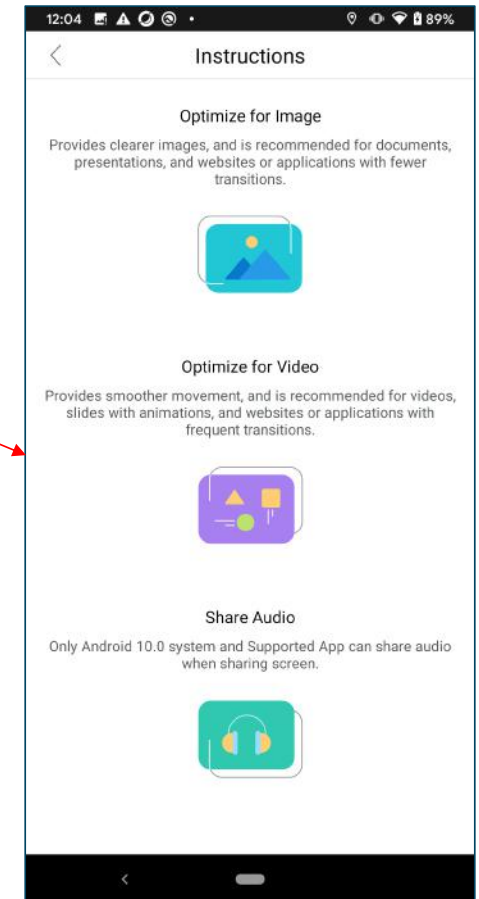 12:04 89%
Instructions
Optimize for Image
Provides clearer images, and is recommended for documents,
presentations, and websites or applications with fewer
transitions.
Optimize for Video
Provides smoother movement, and is recommended for videos,
slides with animations, and websites or applications with
frequent transitions.
Share Audio
Only Android 10.0 system and Supported App can share audio
when sharing screen.